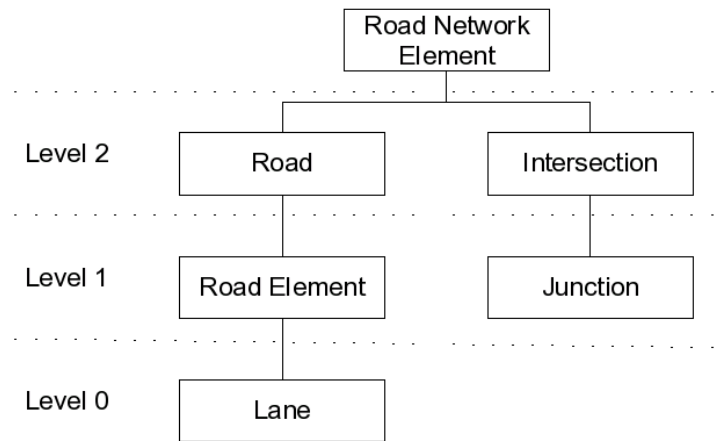 Road Network
Element
Level 2
Road
Intersection
Level 1
Road Element
Junction
Level 0
Lane